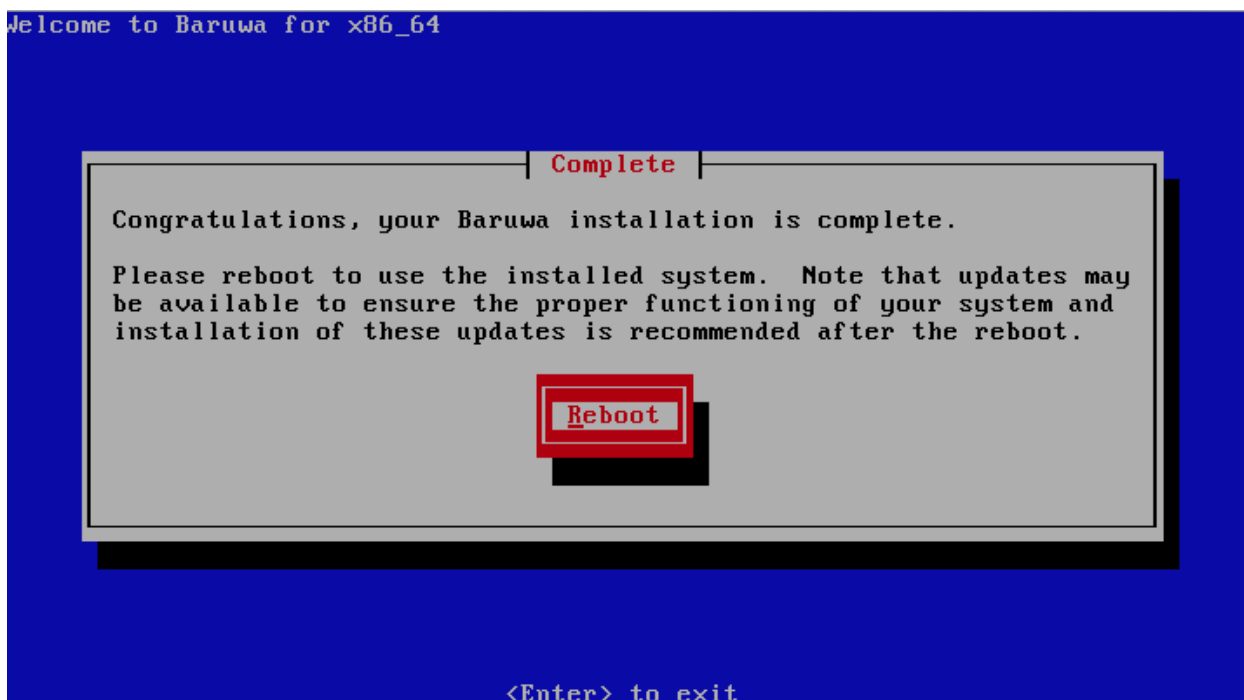 Welcome to Baruwa for x86_64
Complete
Congratulations, your Baruwa installation is complete.
Please reboot to use the installed system.  Note that updates may
be available to ensure the proper functioning of your system and
installation of these updates is recommended after the reboot.
Reboot
<Enter> to exit